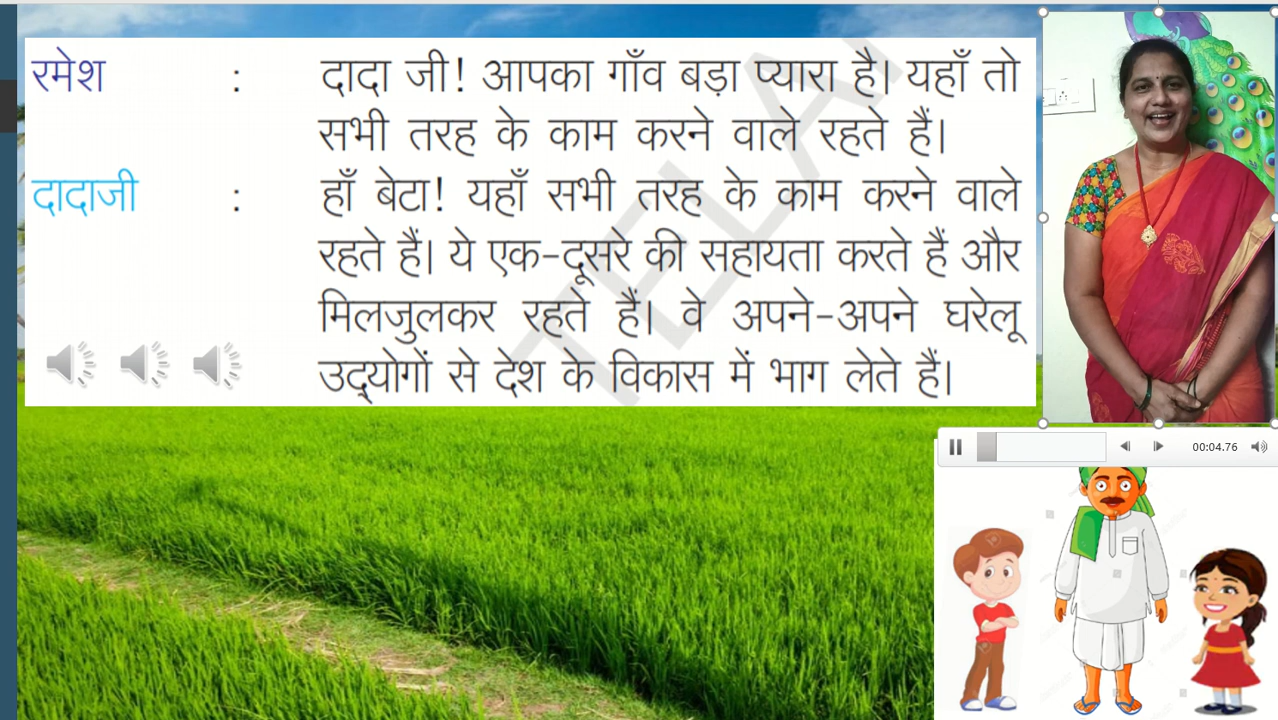 रमेश : दादा जी! आपका गाँव बड़ा प्यारा है। यहाँ तो
सभी तरह के काम करने वाले रहते हैं।
दादाजी : हाँ बेटा! यहाँ सभी तरह के काम करने वाले
रहते हैं। ये एक-दूसरे की सहायता करते हैं और
मिलजुलकर रहते हैं। वे अपने-अपने घरेलू
उद्योगों से देश के विकास में भाग लेते हैं।
00:04.76